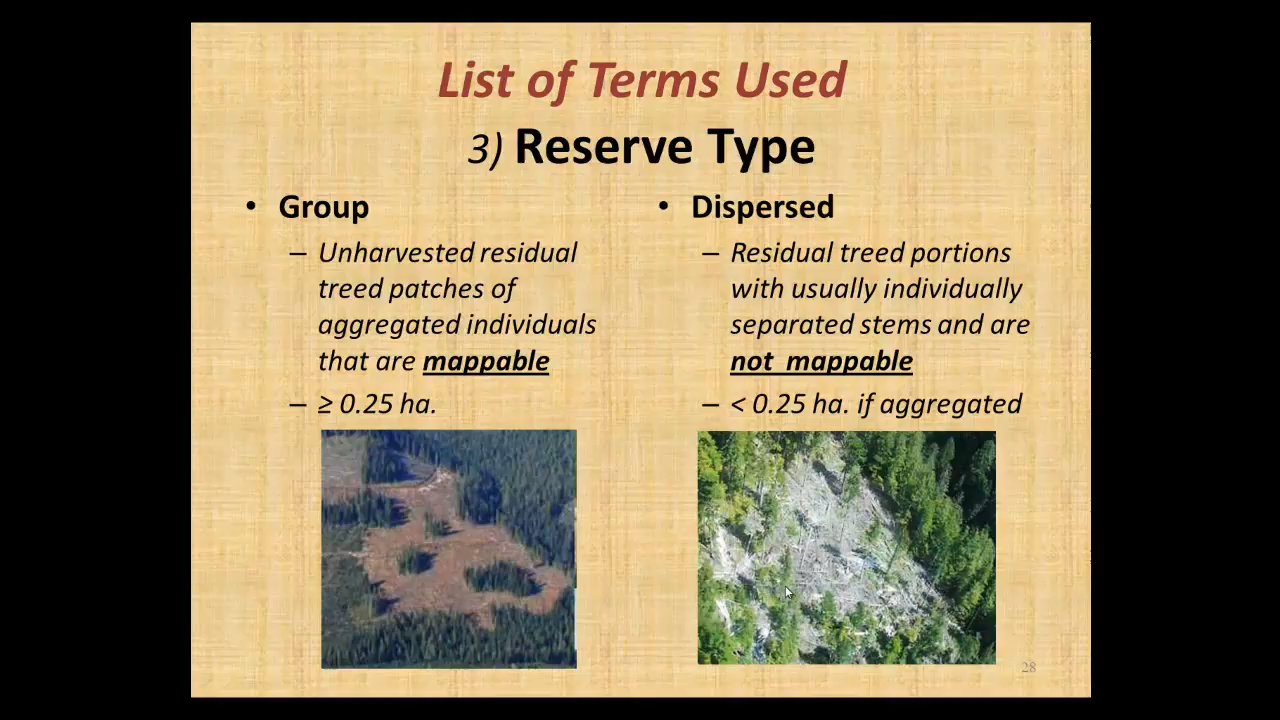 List of Terms Used
3) Reserve Type
• Group
– Unharvested residual
treed patches of
aggregated individuals
that are mappable
– ≥ 0.25 ha.
• Dispersed
– Residual treed portions
with usually individually
separated stems and are
not mappable
– < 0.25 ha. if aggregated
28